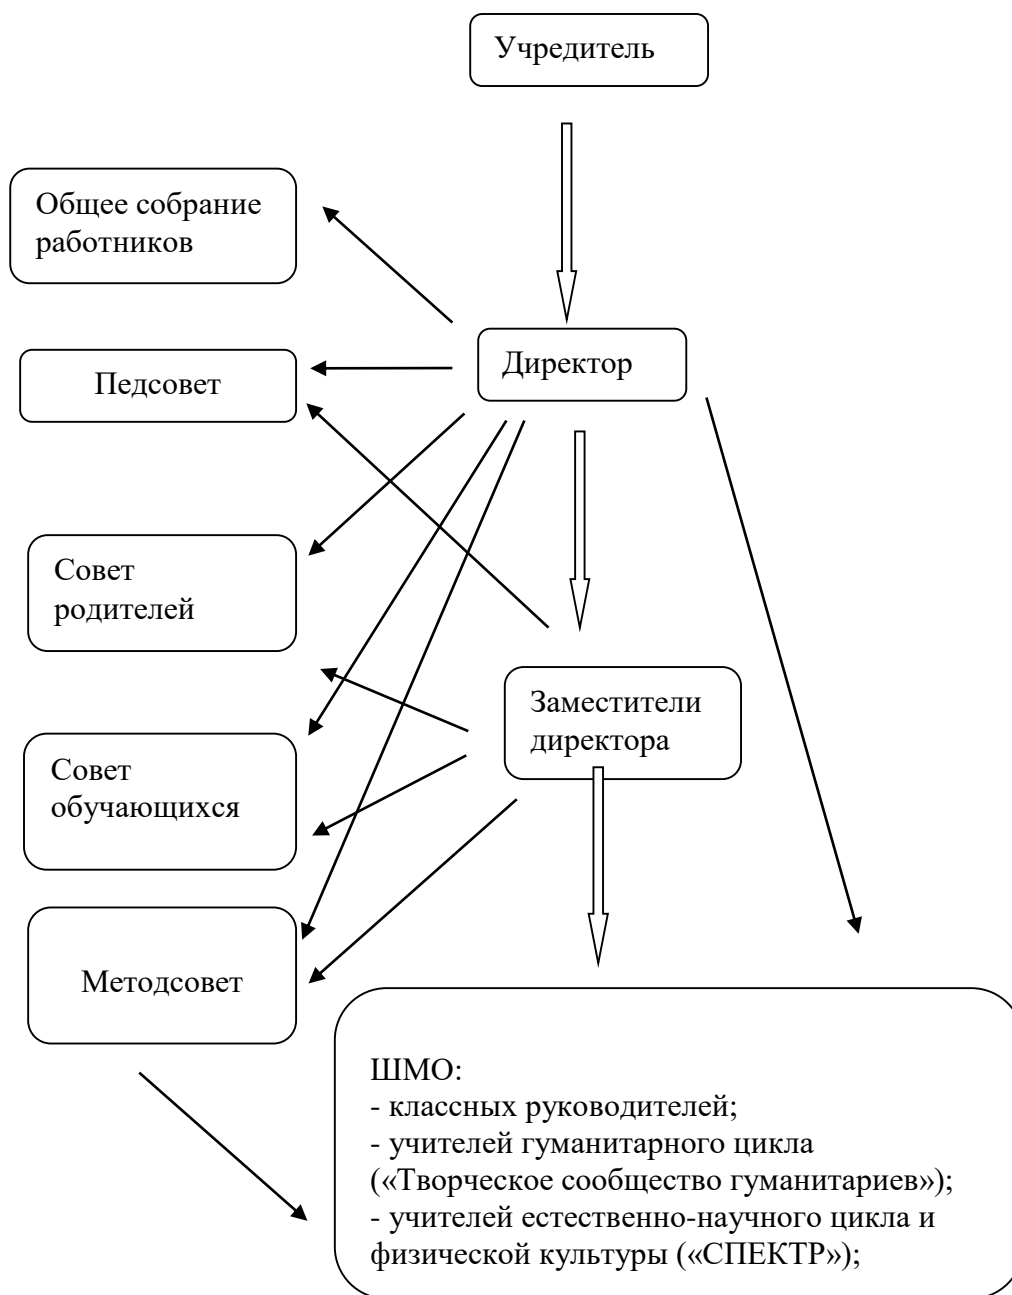 Учредитель
Общее собрание
работников
Директор
Педсовет
Совет
родителей
Заместители
директора
Совет
обучающихся
Методсовет
ШМО:
- классных руководителей;
- учителей гуманитарного цикла
(«Творческое сообщество гуманитариев»);
- учителей естественно-научного цикла и
физической культуры («СПЕКТР»);